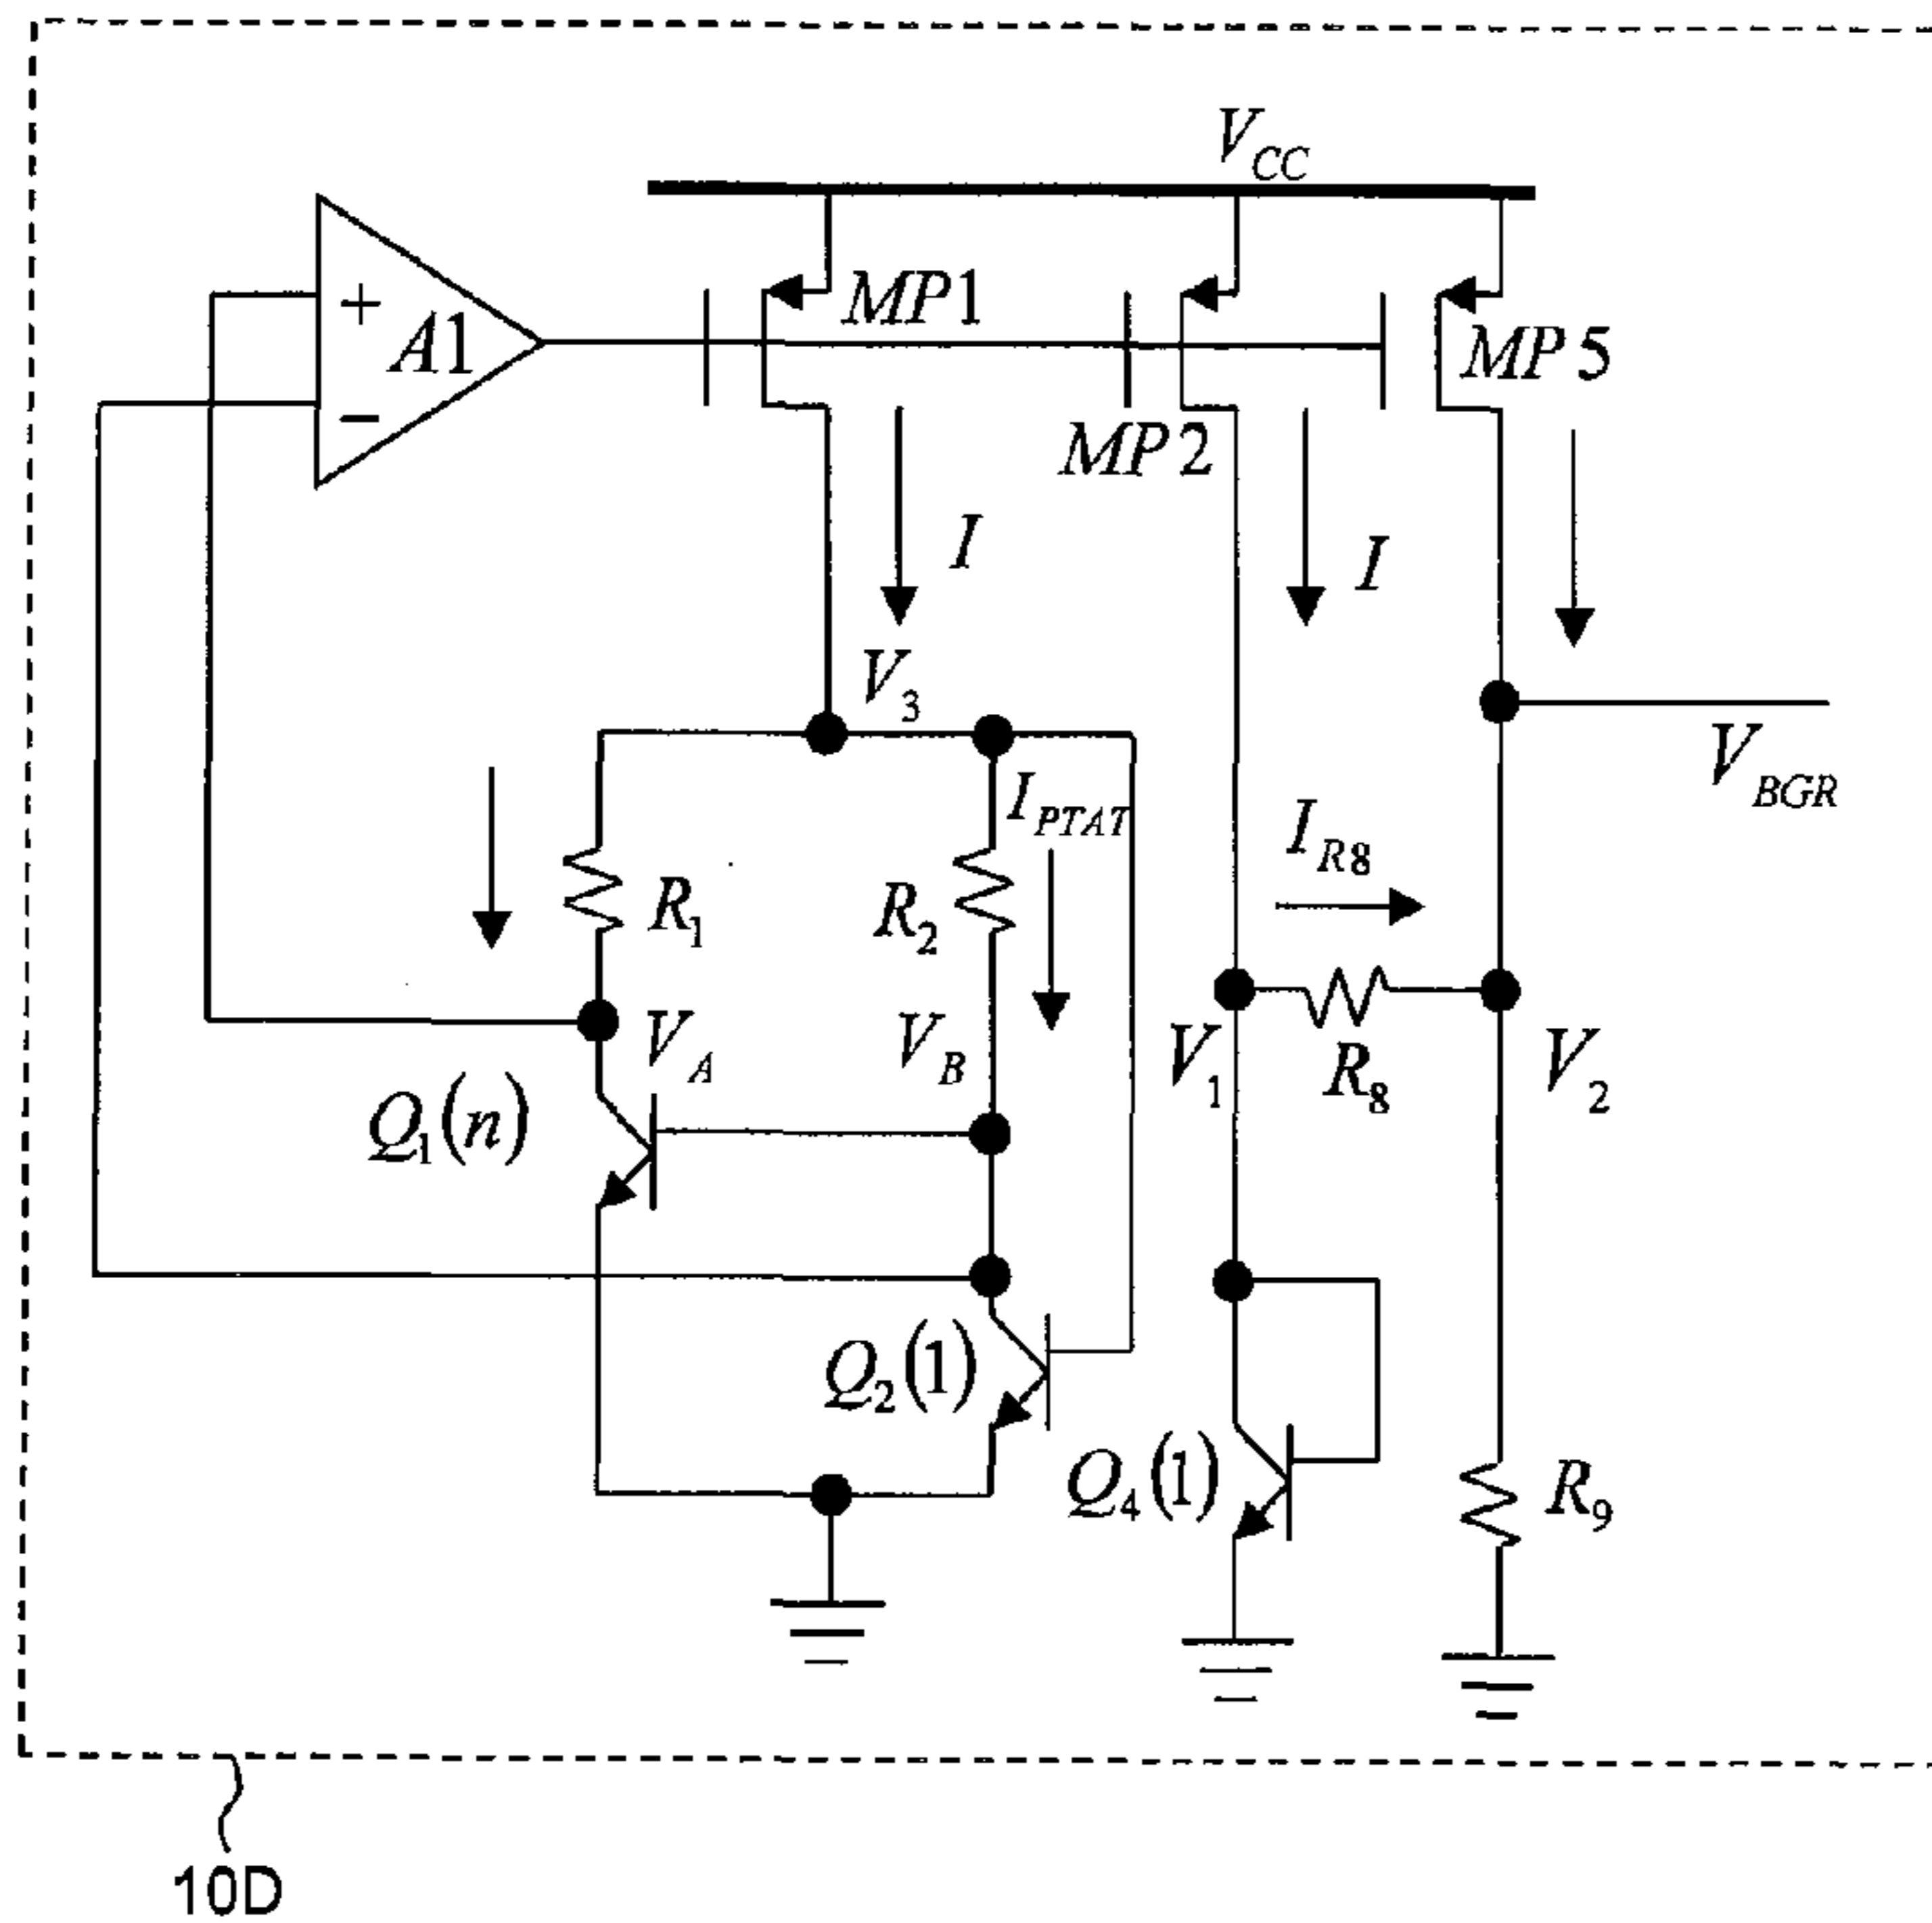 V_CC
+
A1
−
MP1
MP5
MP2
I
I
V_3
V_BGR
I_PTAT
I_R8
R_1
R_2
V_A
V_B
V_1
R_8
V_2
Q_1(n)
Q_2(1)
Q_4(1)
R_9
10D